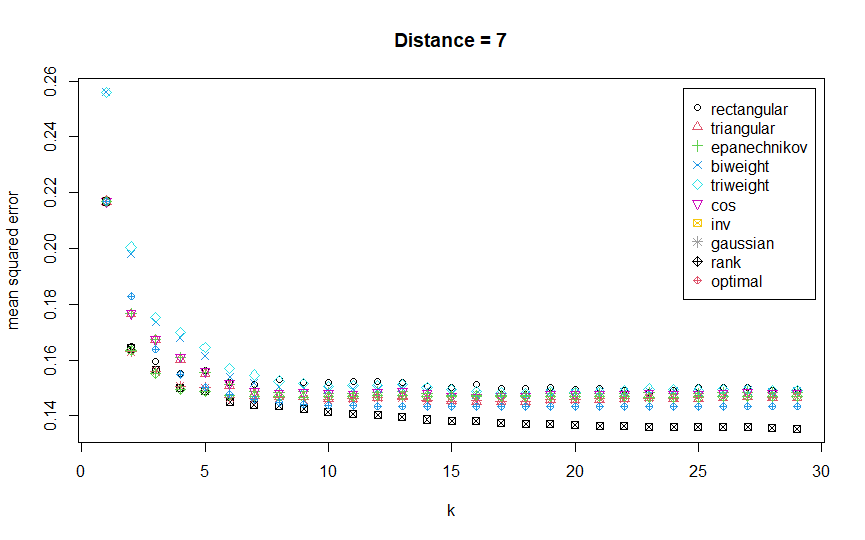 Distance = 7
mean squared error
0.26
0.24
0.22
0.20
0.18
0.16
0.14
rectangular
triangular
epanechnikov
biweight
triweight
cos
inv
gaussian
rank
optimal
0 5 10 15 20 25 30
k